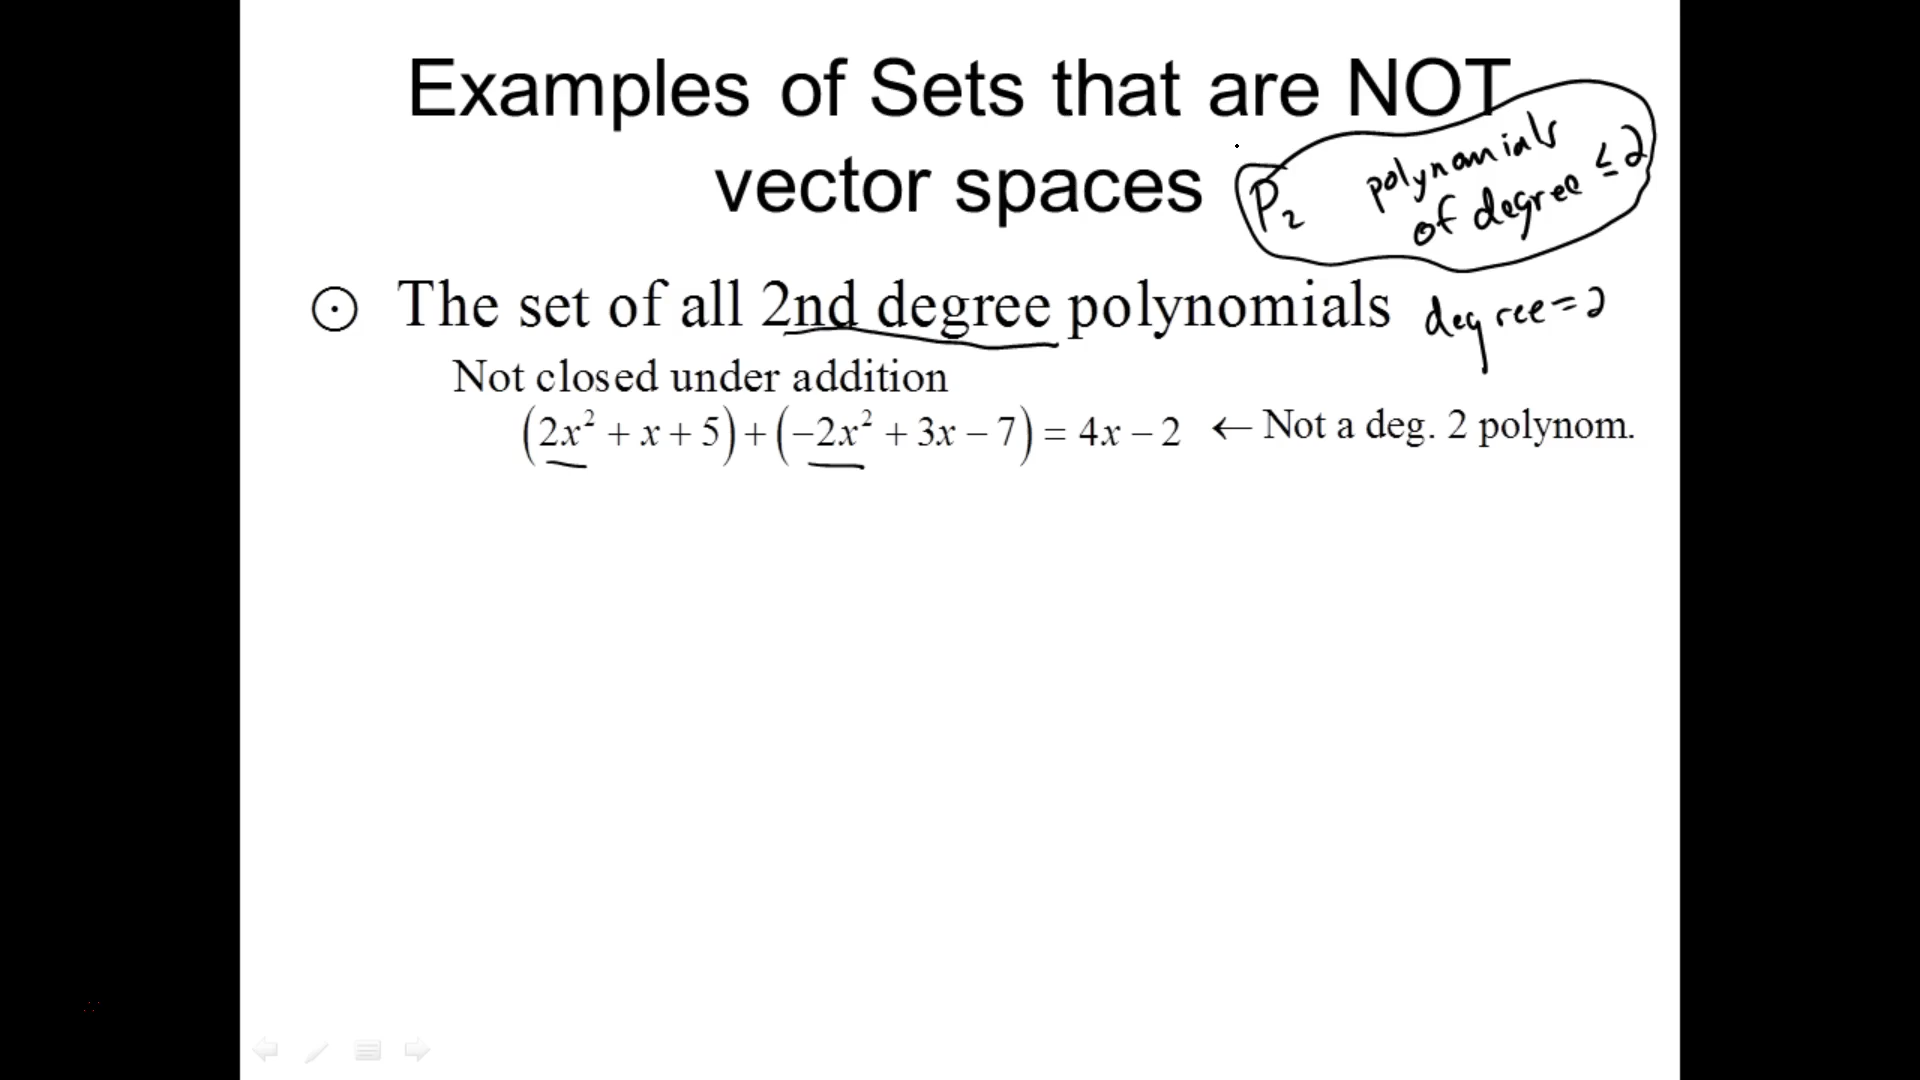 Examples of Sets that are NOT
vector spaces
P₂ polynomials
of degree ≤ 2
The set of all 2nd degree polynomials degree = 2
Not closed under addition
(2x² + x + 5) + (−2x² + 3x − 7) = 4x − 2 ← Not a deg. 2 polynom.